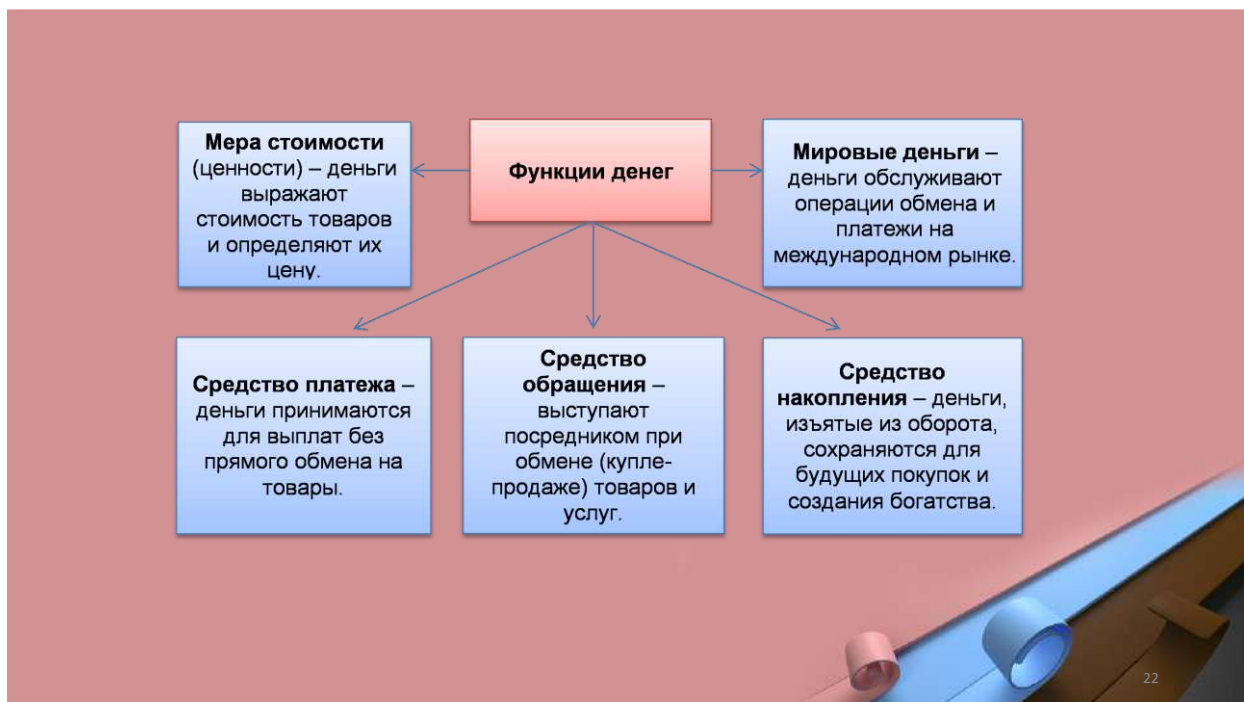 Мера стоимости
(ценности) – деньги
выражают
стоимость товаров
и определяют их
цену.
Функции денег
Мировые деньги –
деньги обслуживают
операции обмена и
платежи на
международном рынке.
Средство платежа –
деньги принимаются
для выплат без
прямого обмена на
товары.
Средство
обращения –
выступают
посредником при
обмене (купле-
продаже) товаров и
услуг.
Средство
накопления – деньги,
изъятые из оборота,
сохраняются для
будущих покупок и
создания богатства.
22